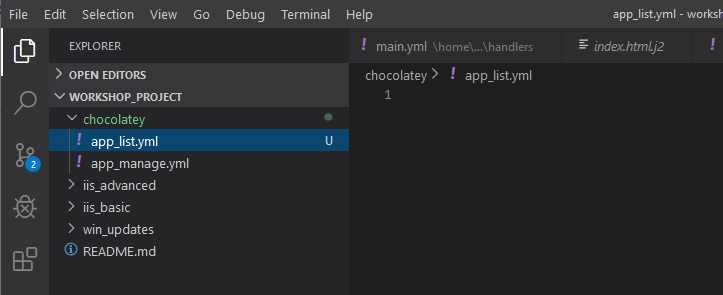 File Edit Selection View Go Debug Terminal Help app_list.yml - worksh
EXPLORER
! main.yml \home\...\handlers
index.html.j2
!
OPEN EDITORS
chocolatey > ! app_list.yml
WORKSHOP_PROJECT
1
chocolatey
! app_list.yml U
! app_manage.yml
2
iis_advanced
iis_basic
win_updates
README.md